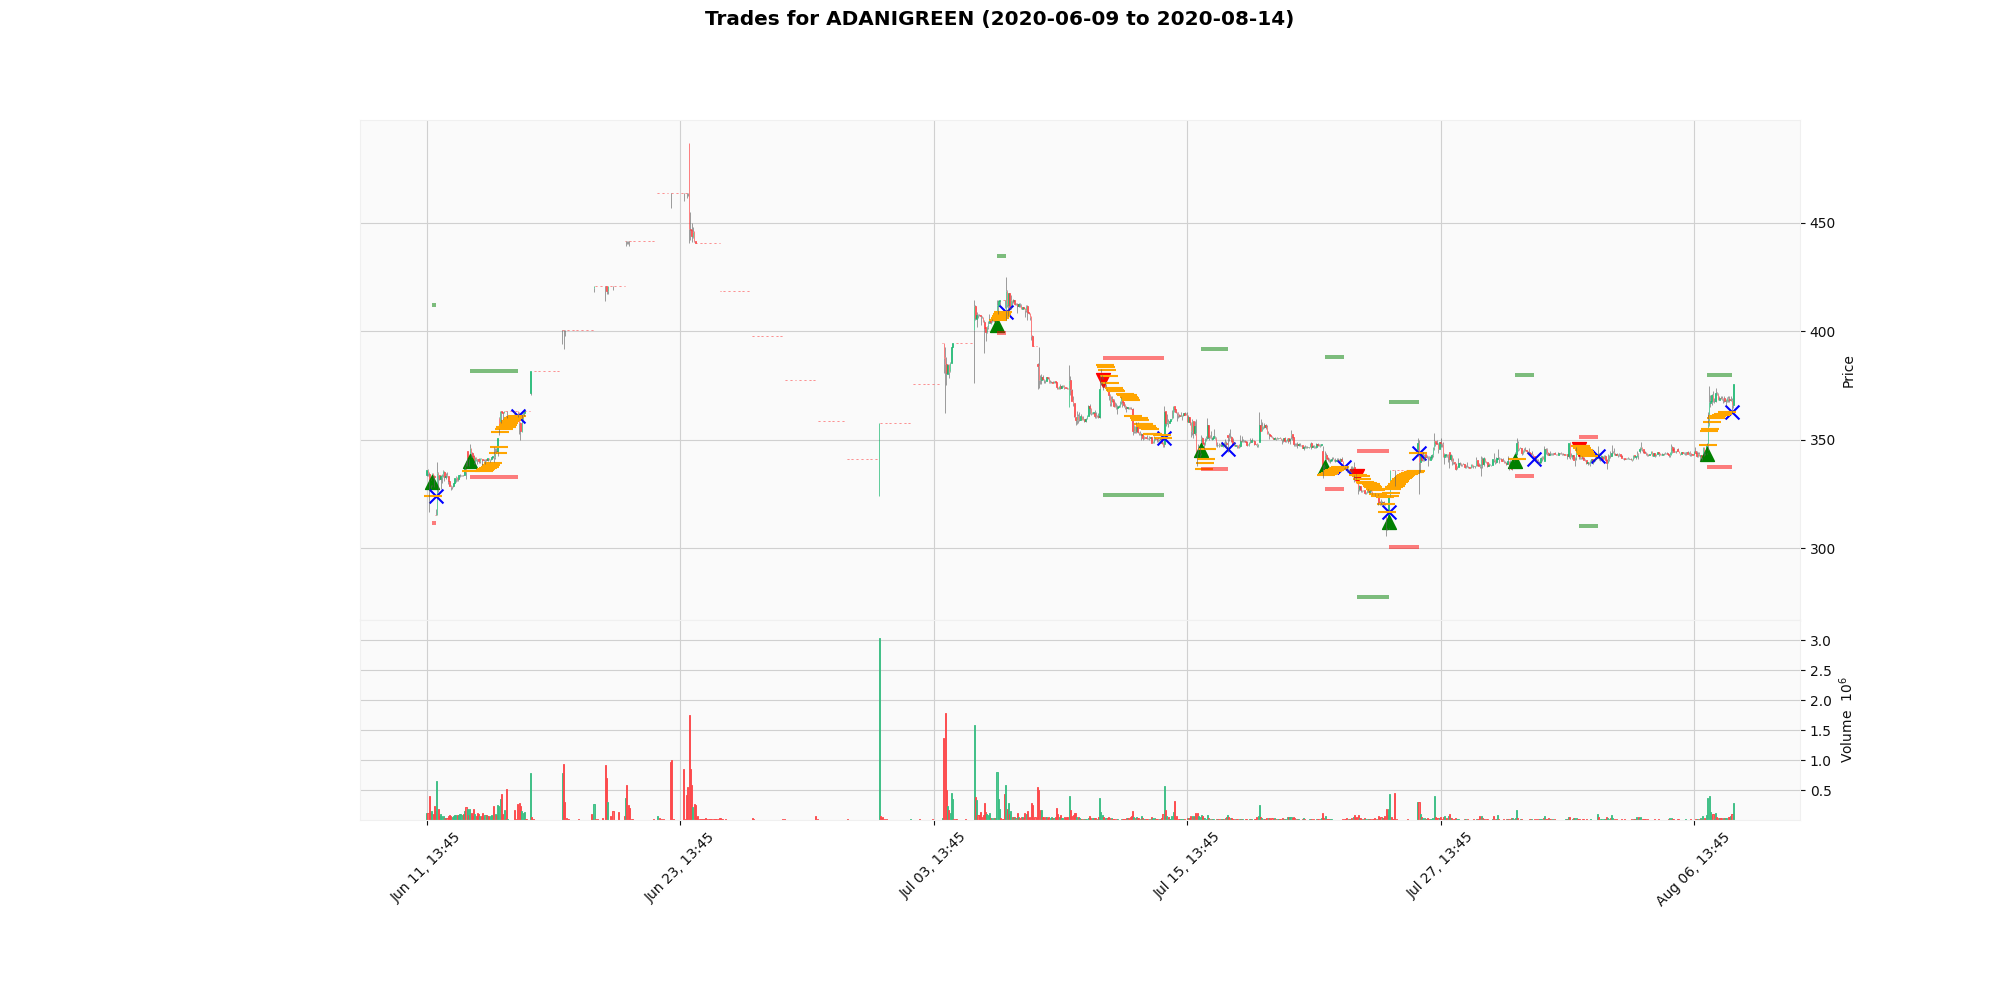 Trades for ADANIGREEN (2020-06-09 to 2020-08-14)
450
400
350
300
Price
3.0
2.5
2.0
1.5
1.0
0.5
Volume 10⁶
Jun 11, 13:45
Jun 23, 13:45
Jul 03, 13:45
Jul 15, 13:45
Jul 27, 13:45
Aug 06, 13:45